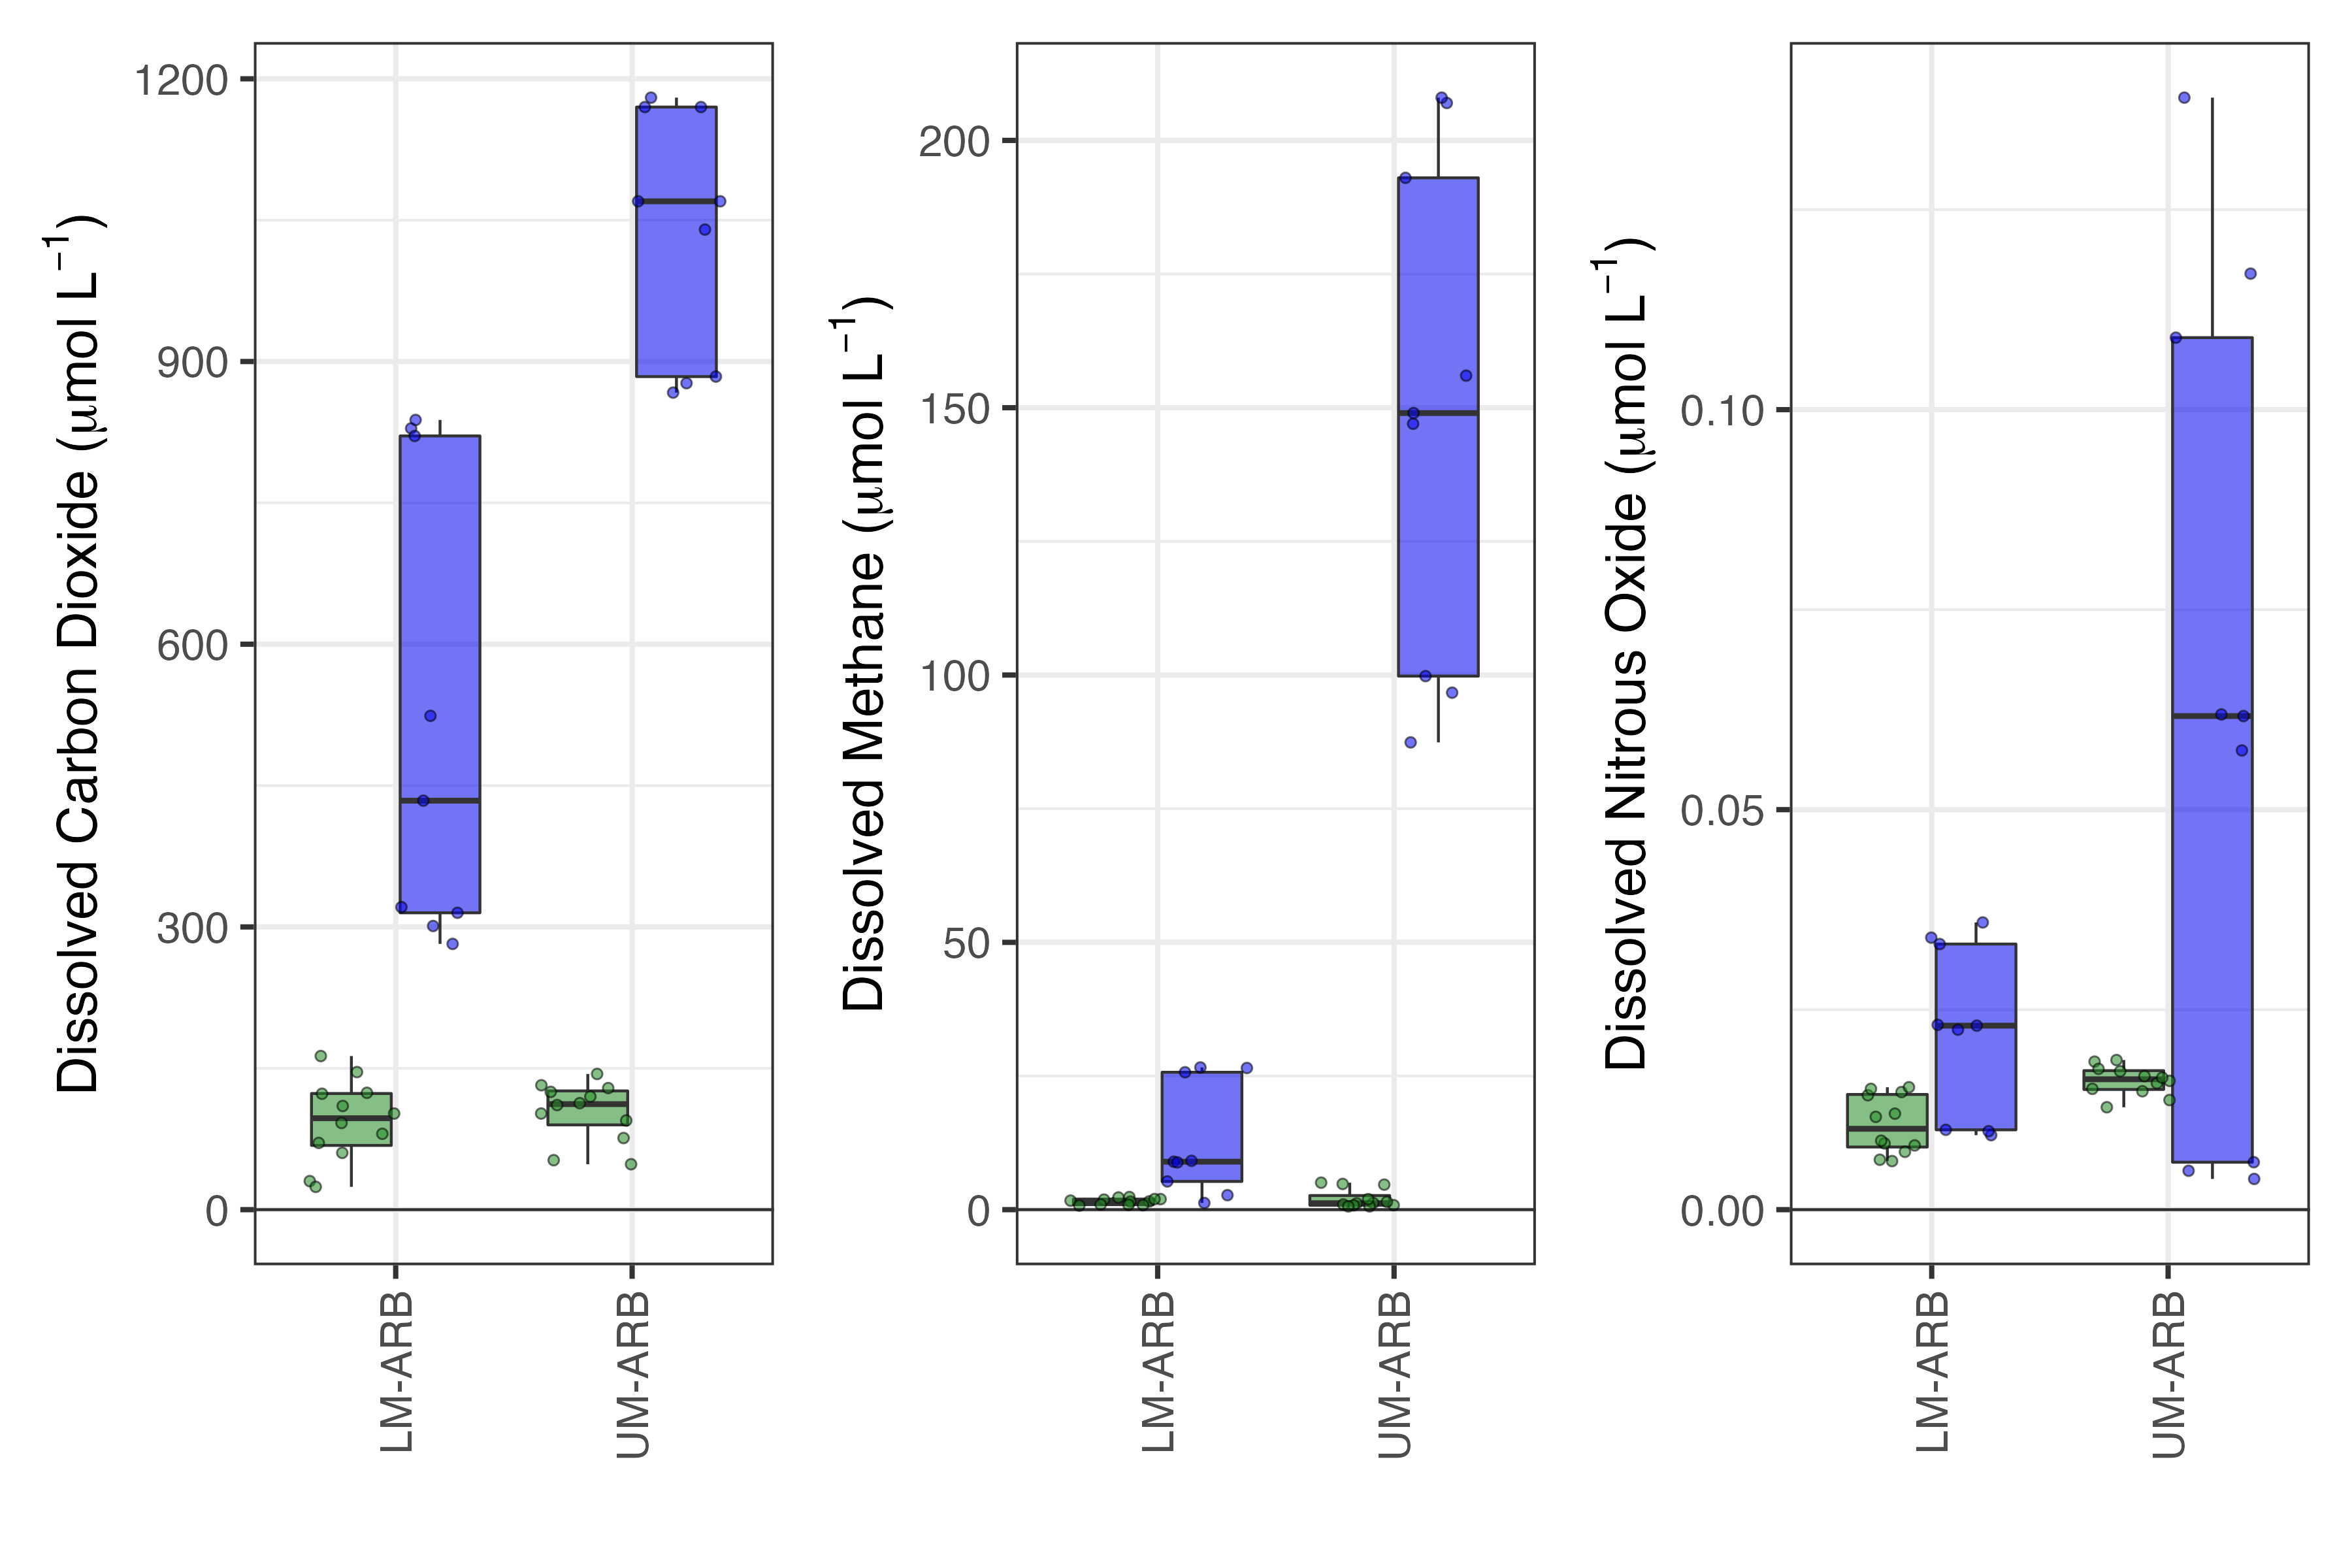 Dissolved Carbon Dioxide (μmol L⁻¹)
1200
900
600
300
0
LM-ARB
UM-ARB
Dissolved Methane (μmol L⁻¹)
200
150
100
50
0
LM-ARB
UM-ARB
Dissolved Nitrous Oxide (μmol L⁻¹)
0.10
0.05
0.00
LM-ARB
UM-ARB